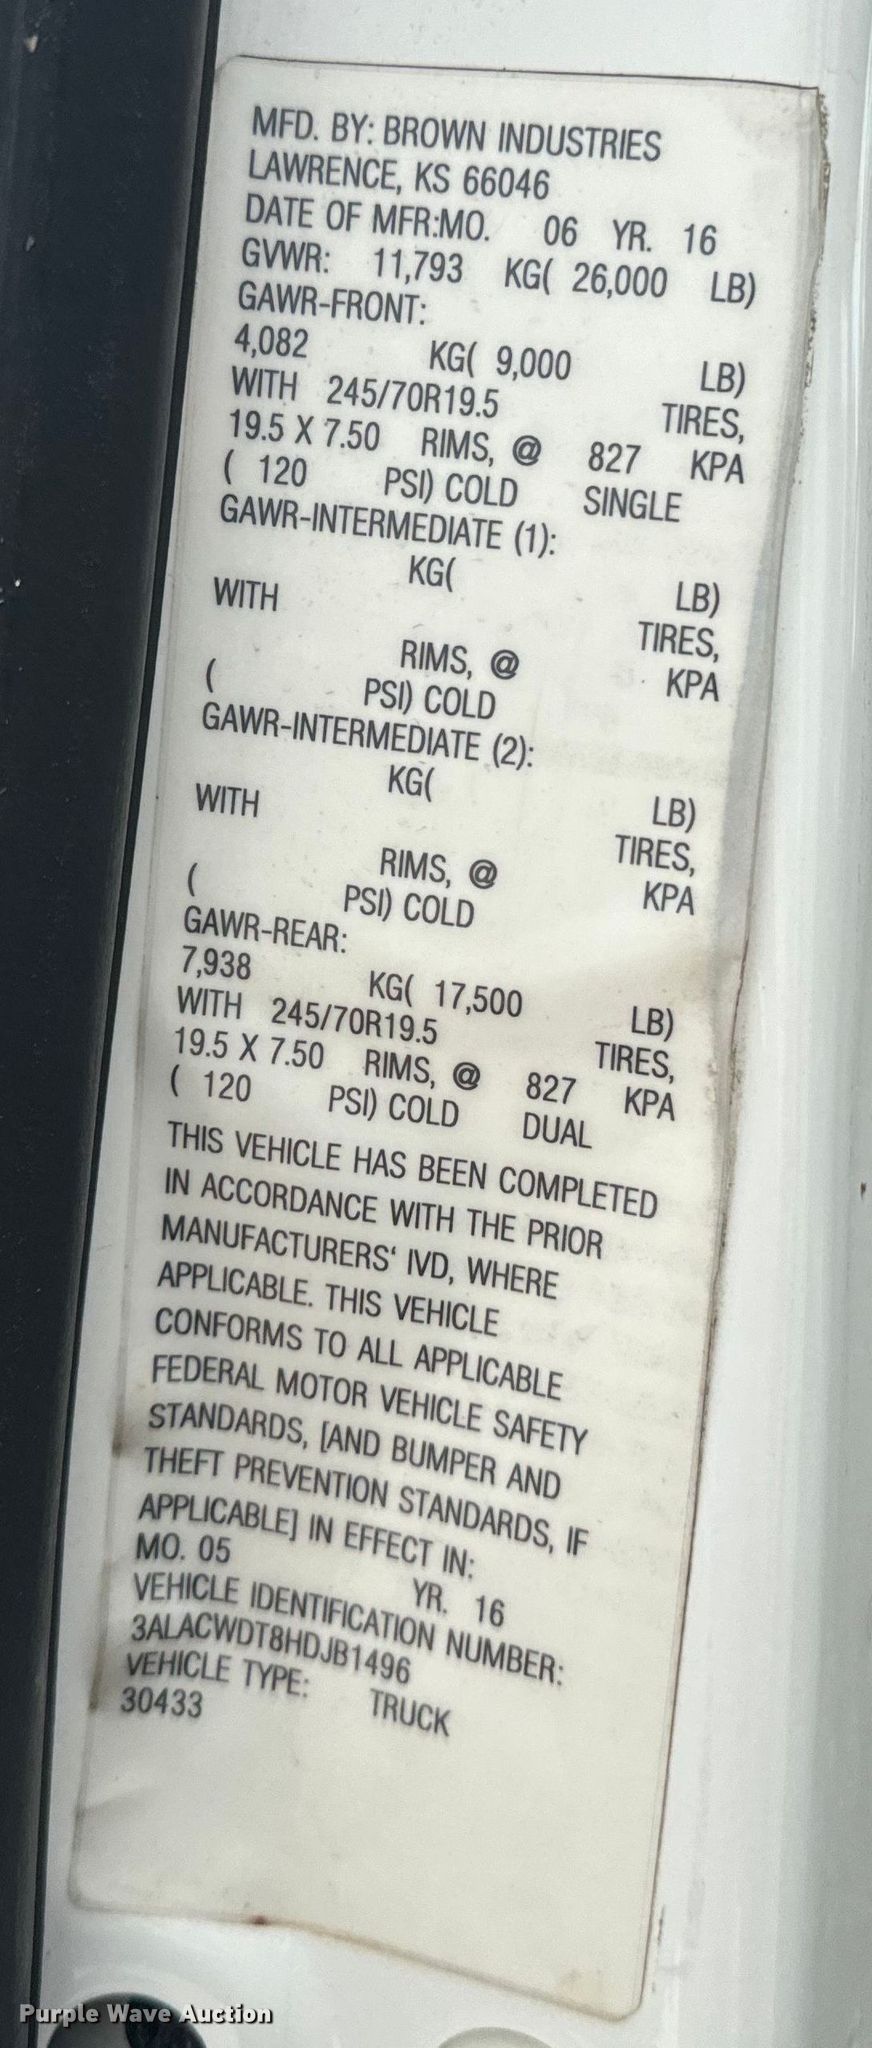 MFD. BY: BROWN INDUSTRIES
LAWRENCE, KS 66046
DATE OF MFR:MO. 06 YR. 16
GVWR: 11,793 KG( 26,000 LB)
GAWR-FRONT:
4,082 KG( 9,000 LB)
WITH 245/70R19.5 TIRES,
19.5 X 7.50 RIMS, @ 827 KPA
( 120 PSI) COLD SINGLE
GAWR-INTERMEDIATE (1):
KG( LB)
WITH TIRES,
RIMS, @ KPA
( PSI) COLD
GAWR-INTERMEDIATE (2):
KG( LB)
WITH TIRES,
RIMS, @ KPA
( PSI) COLD
GAWR-REAR:
7,938 KG( 17,500 LB)
WITH 245/70R19.5 TIRES,
19.5 X 7.50 RIMS, @ 827 KPA
( 120 PSI) COLD DUAL
THIS VEHICLE HAS BEEN COMPLETED
IN ACCORDANCE WITH THE PRIOR
MANUFACTURERS' IVD, WHERE
APPLICABLE. THIS VEHICLE
CONFORMS TO ALL APPLICABLE
FEDERAL MOTOR VEHICLE SAFETY
STANDARDS, [AND BUMPER AND
THEFT PREVENTION STANDARDS, IF
APPLICABLE] IN EFFECT IN:
MO. 05 YR. 16
VEHICLE IDENTIFICATION NUMBER:
3ALACWDT8HDJB1496
VEHICLE TYPE: TRUCK
30433
Purple Wave Auction